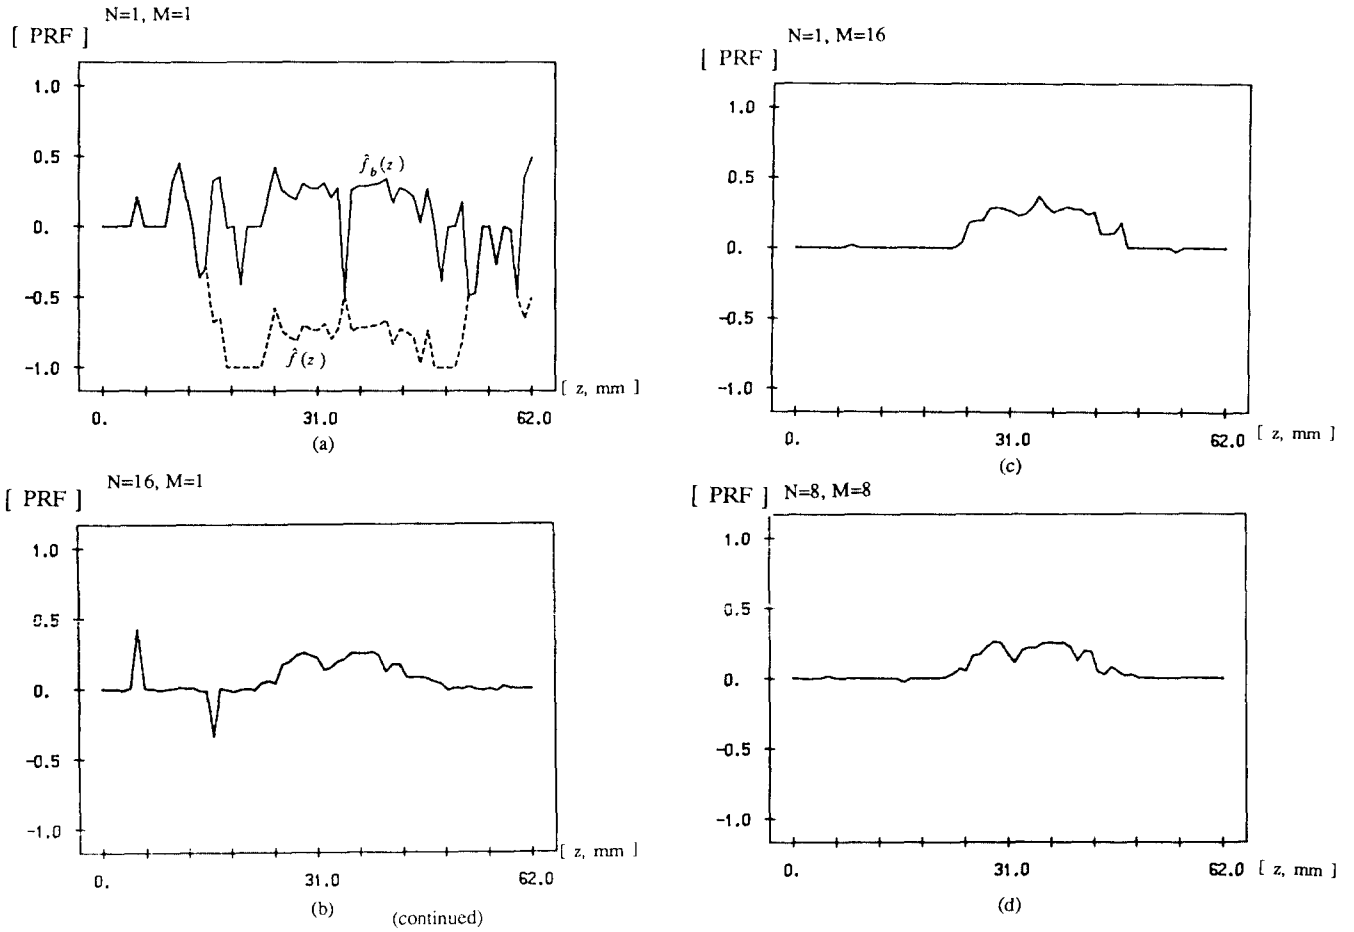 N=1, M=1
[ PRF ]
1.0
0.5
0.
-0.5
-1.0
f̂_b(z)
f̂(z)
0.
31.0
62.0
[ z, mm ]
(a)
N=16, M=1
[ PRF ]
1.0
0.5
0.
-0.5
-1.0
0.
31.0
62.0
[ z, mm ]
(b)
(continued)
N=1, M=16
[ PRF ]
1.0
0.5
0.
-0.5
-1.0
0.
31.0
62.0
[ z, mm ]
(c)
N=8, M=8
[ PRF ]
1.0
0.5
0.
-0.5
-1.0
0.
31.0
62.0
[ z, mm ]
(d)